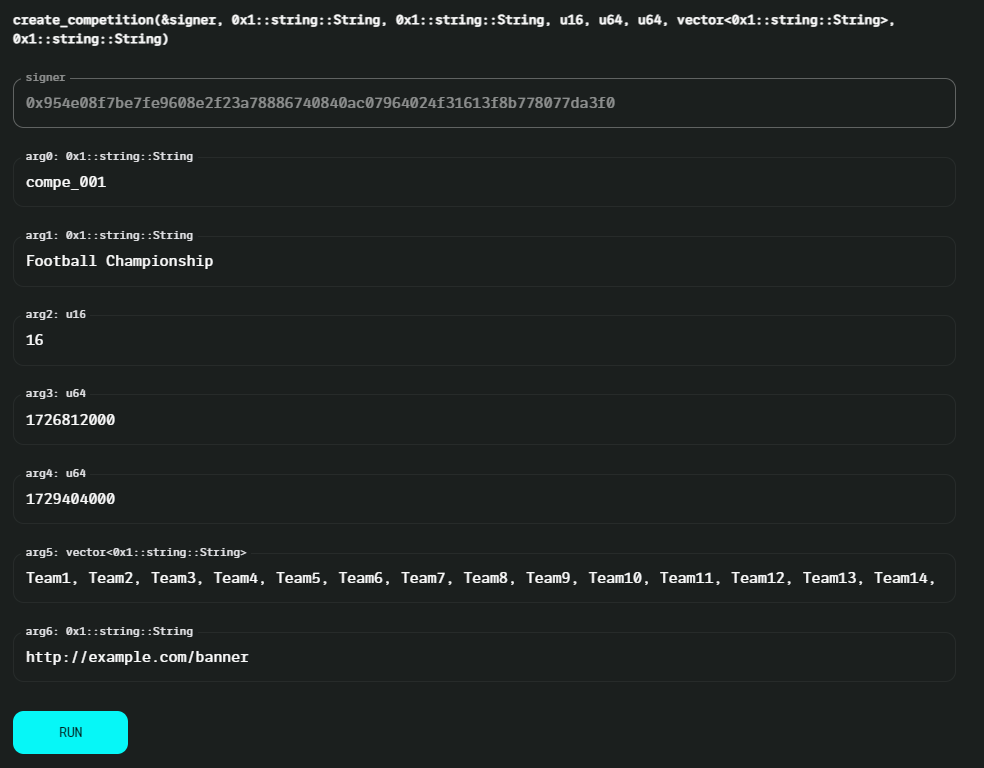 create_competition(&signer, 0x1::string::String, 0x1::string::String, u16, u64, u64, vector<0x1::string::String>,
0x1::string::String)
signer
0x954e08f7be7fe9608e2f23a78886740840ac07964024f31613f8b778077da3f0
arg0: 0x1::string::String
compe_001
arg1: 0x1::string::String
Football Championship
arg2: u16
16
arg3: u64
1726812000
arg4: u64
1729404000
arg5: vector<0x1::string::String>
Team1, Team2, Team3, Team4, Team5, Team6, Team7, Team8, Team9, Team10, Team11, Team12, Team13, Team14,
arg6: 0x1::string::String
http://example.com/banner
RUN